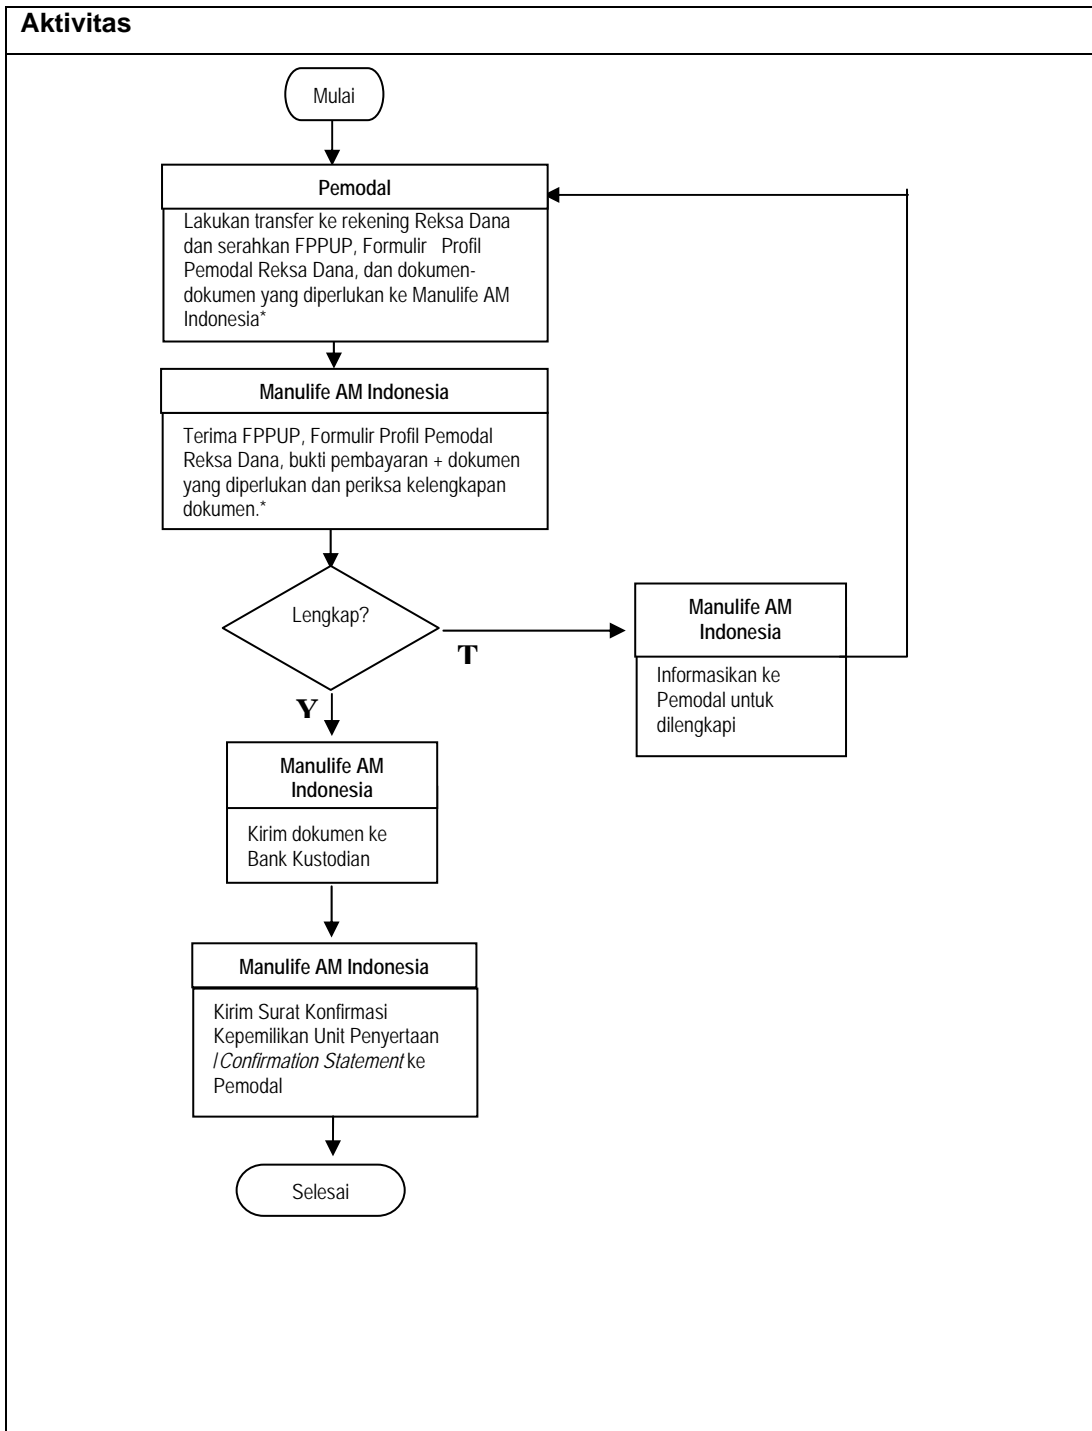 Aktivitas
Mulai
Pemodal
Lakukan transfer ke rekening Reksa Dana
dan serahkan FPPUP, Formulir Profil
Pemodal Reksa Dana, dan dokumen-
dokumen yang diperlukan ke Manulife AM
Indonesia*
Manulife AM Indonesia
Terima FPPUP, Formulir Profil Pemodal
Reksa Dana, bukti pembayaran + dokumen
yang diperlukan dan periksa kelengkapan
dokumen.*
Lengkap?
T
Manulife AM
Indonesia
Informasikan ke
Pemodal untuk
dilengkapi
Y
Manulife AM
Indonesia
Kirim dokumen ke
Bank Kustodian
Manulife AM Indonesia
Kirim Surat Konfirmasi
Kepemilikan Unit Penyertaan
/Confirmation Statement ke
Pemodal
Selesai